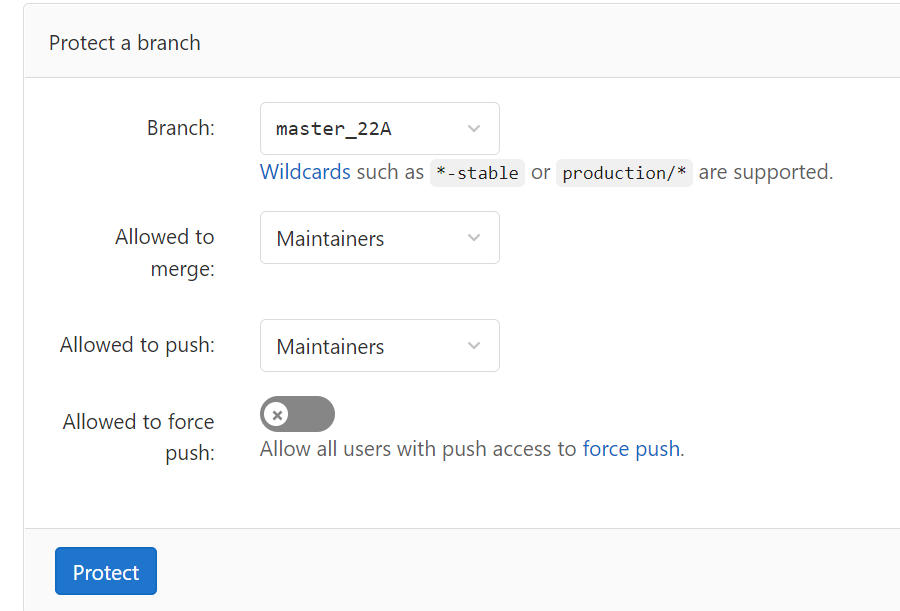 Protect a branch
Branch:
master_22A
Wildcards such as *-stable or production/* are supported.
Allowed to
merge:
Maintainers
Allowed to push:
Maintainers
Allowed to force
push:
Allow all users with push access to force push.
Protect